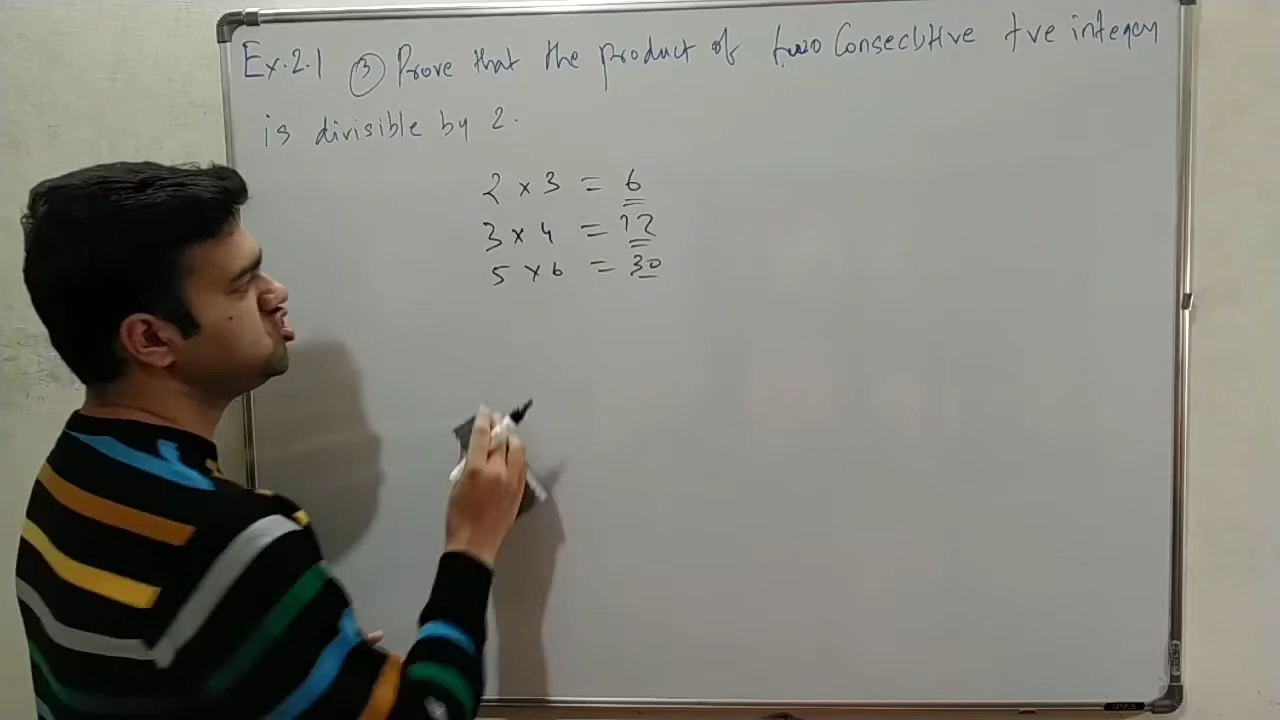 Ex.2.1 ③ Prove that the product of two Consecutive +ve integers
is divisible by 2.
2 × 3 = 6
3 × 4 = 12
5 × 6 = 30